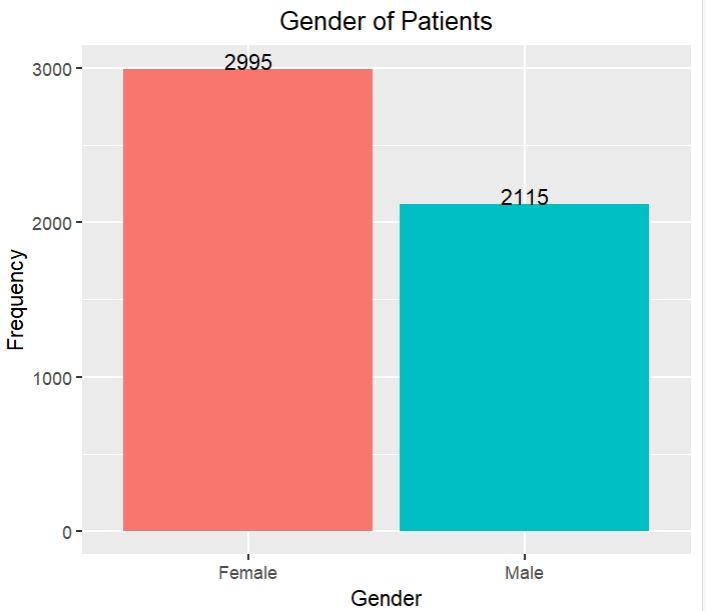 Gender of Patients
Frequency
3000
2000
1000
0
2995
2115
Female
Male
Gender